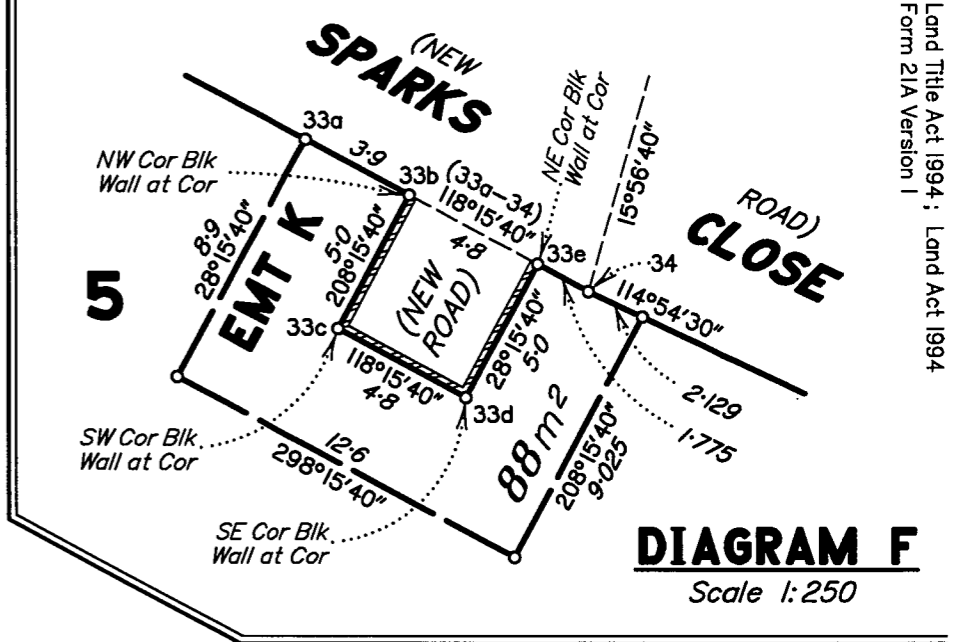 Land Title Act 1994 ; Land Act 1994
Form 21A Version 1
(NEW
SPARKS
33a
3·9
NW Cor Blk
Wall at Cor
33b
(33a–34)
118°15'40"
4·8
NE Cor Blk
Wall at Cor
15°56'40"
ROAD)
CLOSE
33e
34
114°54'30"
8·9
28°15'40"
EMT K
5·0
208°15'40"
(NEW
ROAD)
28°15'40"
5·0
5
33c
118°15'40"
4·8
33d
2·129
1·775
88m2
208°15'40"
9·025
SW Cor Blk
Wall at Cor
12·6
298°15'40"
SE Cor Blk
Wall at Cor
DIAGRAM F
Scale 1:250